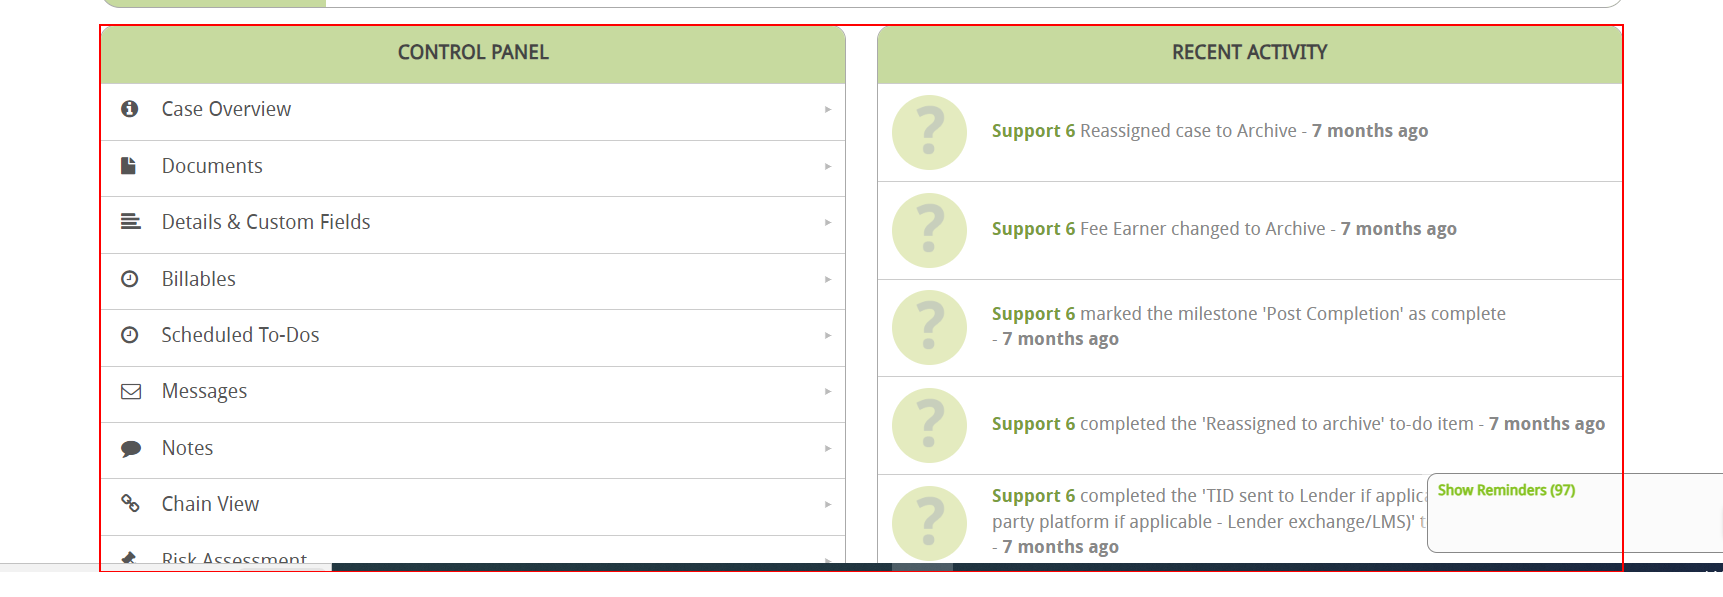 CONTROL PANEL
Case Overview
Documents
Details & Custom Fields
Billables
Scheduled To-Dos
Messages
Notes
Chain View
Risk Assessment
RECENT ACTIVITY
Support 6 Reassigned case to Archive - 7 months ago
Support 6 Fee Earner changed to Archive - 7 months ago
Support 6 marked the milestone 'Post Completion' as complete
- 7 months ago
Support 6 completed the 'Reassigned to archive' to-do item - 7 months ago
Support 6 completed the 'TID sent to Lender if
party platform if applicable - Lender exchange/LMS)'
- 7 months ago
Show Reminders (97)